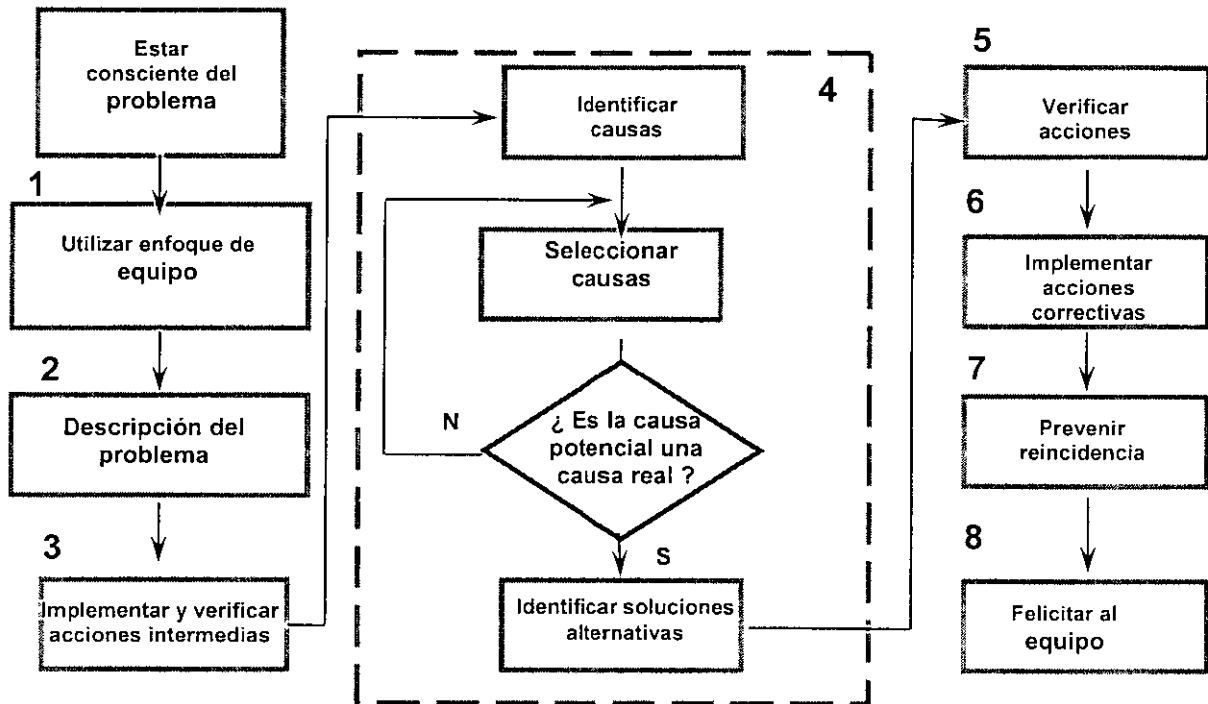 Estar
consciente del
problema
1
Utilizar enfoque de
equipo
2
Descripción del
problema
3
Implementar y verificar
acciones intermedias
4
Identificar
causas
Seleccionar
causas
¿ Es la causa
potencial una
causa real ?
N
S
Identificar soluciones
alternativas
5
Verificar
acciones
6
Implementar
acciones
correctivas
7
Prevenir
reincidencia
8
Felicitar al
equipo